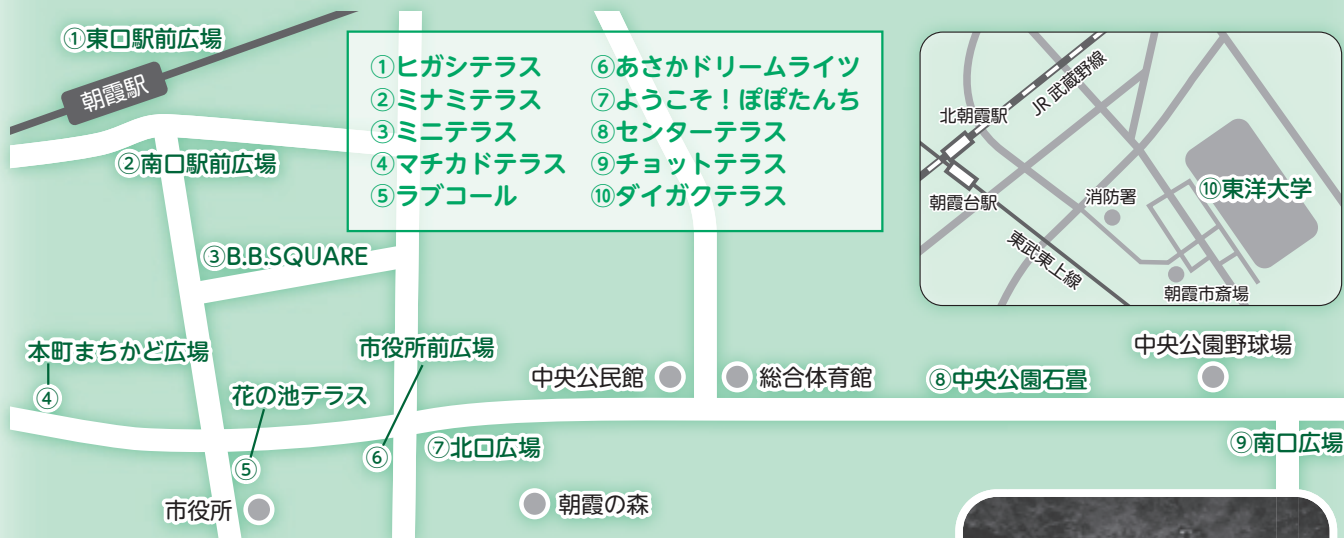 ①東口駅前広場
朝霞駅
②南口駅前広場
①ヒガシテラス
②ミナミテラス
③ミニテラス
④マチカドテラス
⑤ラブコール
⑥あさかドリームライツ
⑦ようこそ！ぽぽたんち
⑧センターテラス
⑨チョットテラス
⑩ダイガクテラス
JR 武蔵野線
北朝霞駅
朝霞台駅
消防署
⑩東洋大学
東武東上線
朝霞市斎場
③B.B.SQUARE
本町まちかど広場
④
花の池テラス
⑤
市役所前広場
⑥
中央公民館
総合体育館
⑧中央公園石畳
中央公園野球場
⑦北口広場
⑨南口広場
市役所
朝霞の森